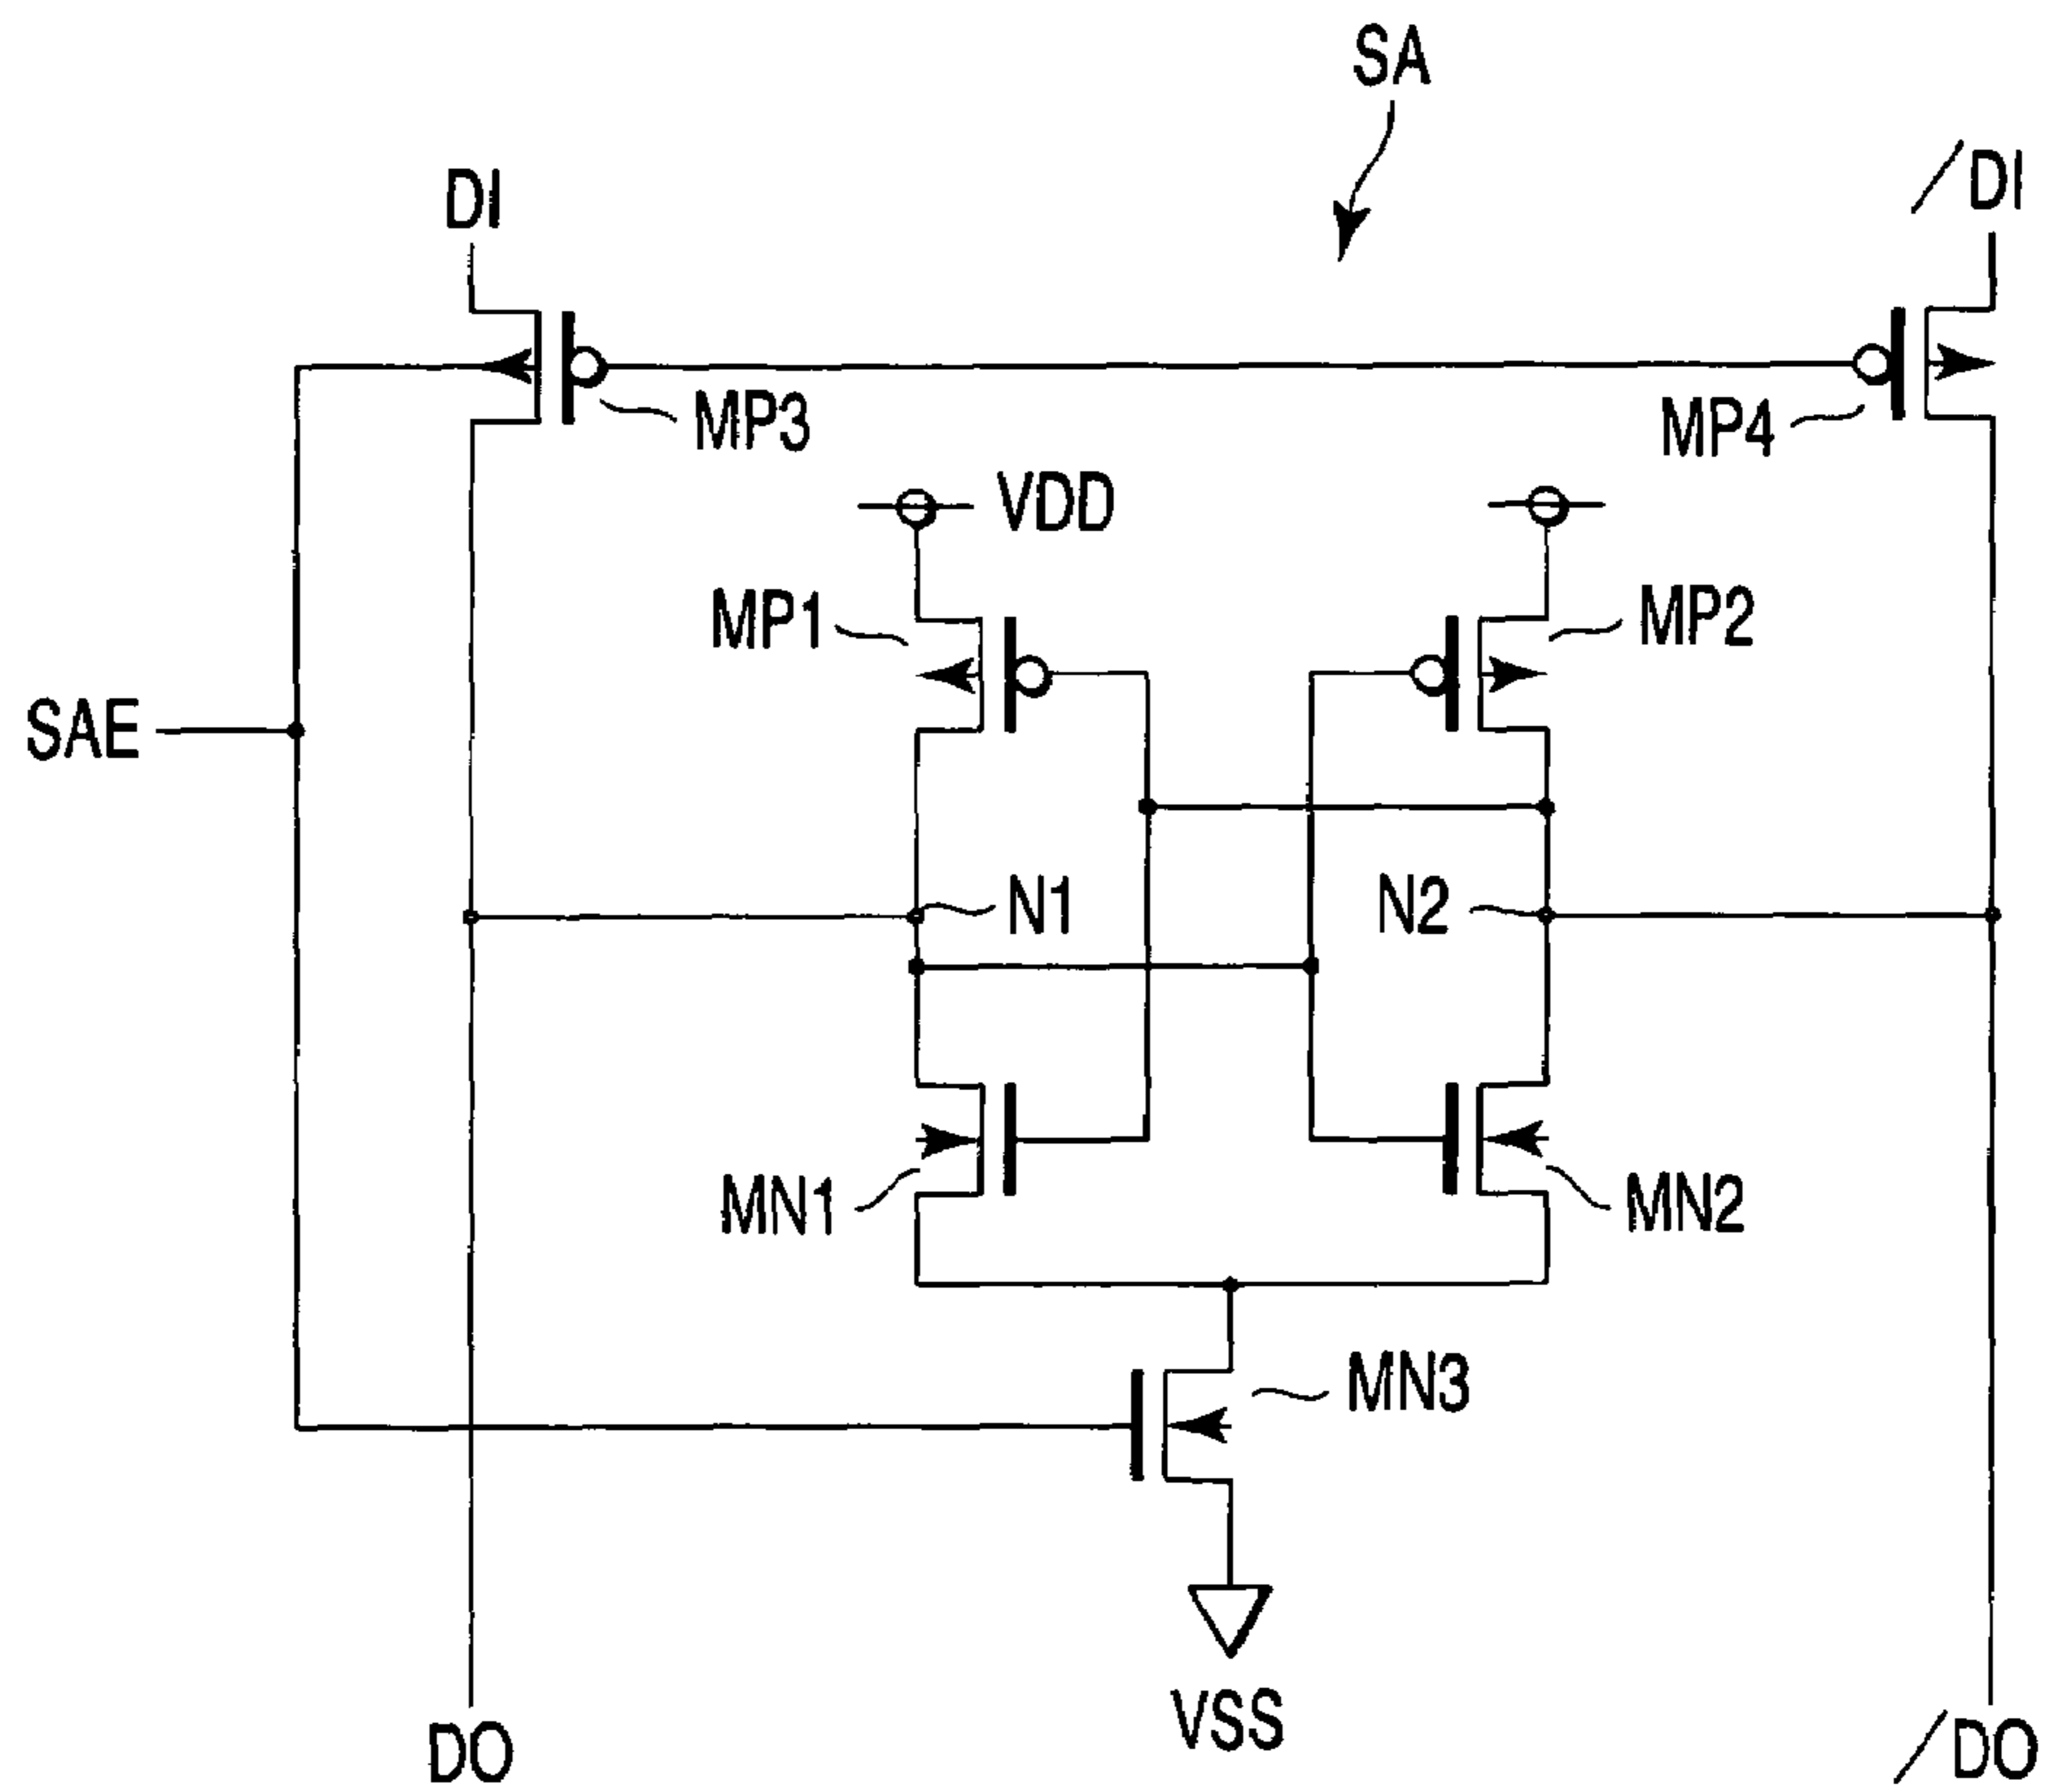 SA
DI
/DI
MP3
MP4
VDD
MP1
MP2
SAE
N1
N2
MN1
MN2
MN3
VSS
DO
/DO